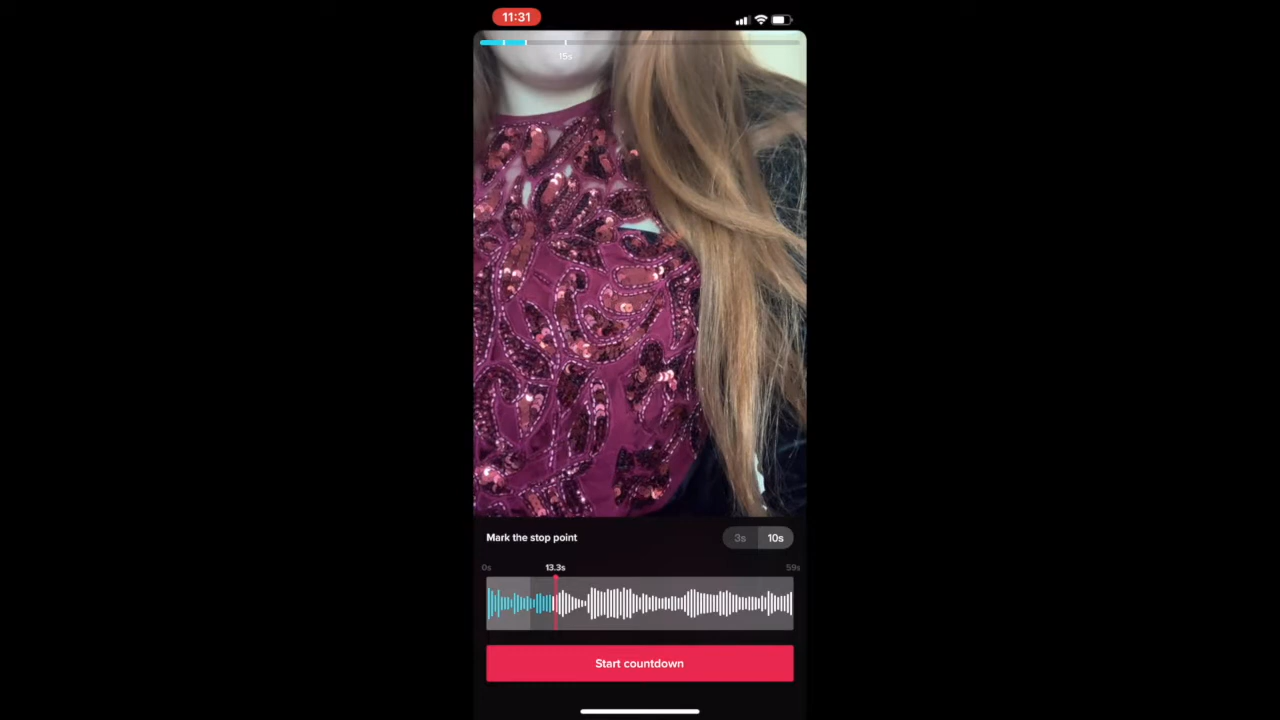 11:31
15s
Mark the stop point
3s 10s
0s 13.3s 59s
Start countdown